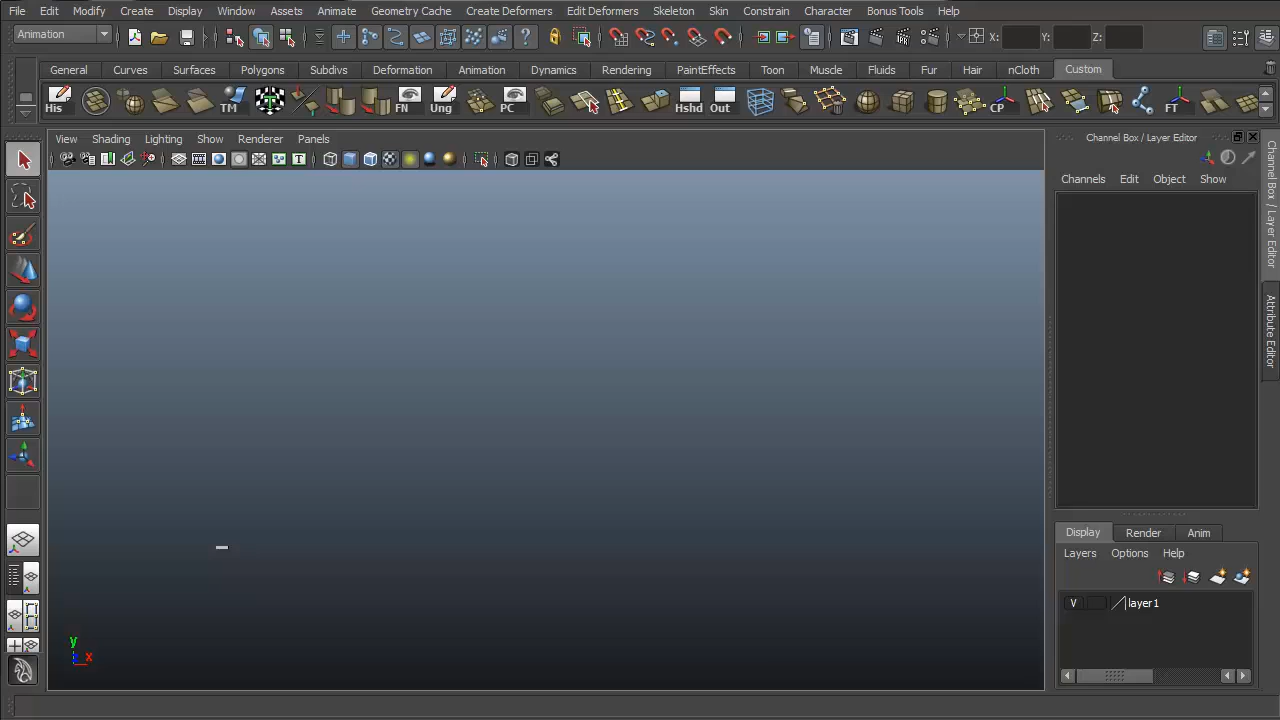 File Edit Modify Create Display Window Assets Animate Geometry Cache Create Deformers Edit Deformers Skeleton Skin Constrain Character Bonus Tools Help
Animation X: Y: Z:
General Curves Surfaces Polygons Subdivs Deformation Animation Dynamics Rendering PaintEffects Toon Muscle Fluids Fur Hair nCloth Custom
His TM FN Ung PC Hshd Out CP FT
View Shading Lighting Show Renderer Panels
T
Channel Box / Layer Editor
Channels Edit Object Show
Channel Box / Layer Editor
Attribute Editor
Display Render Anim
Layers Options Help
V layer1
y
x